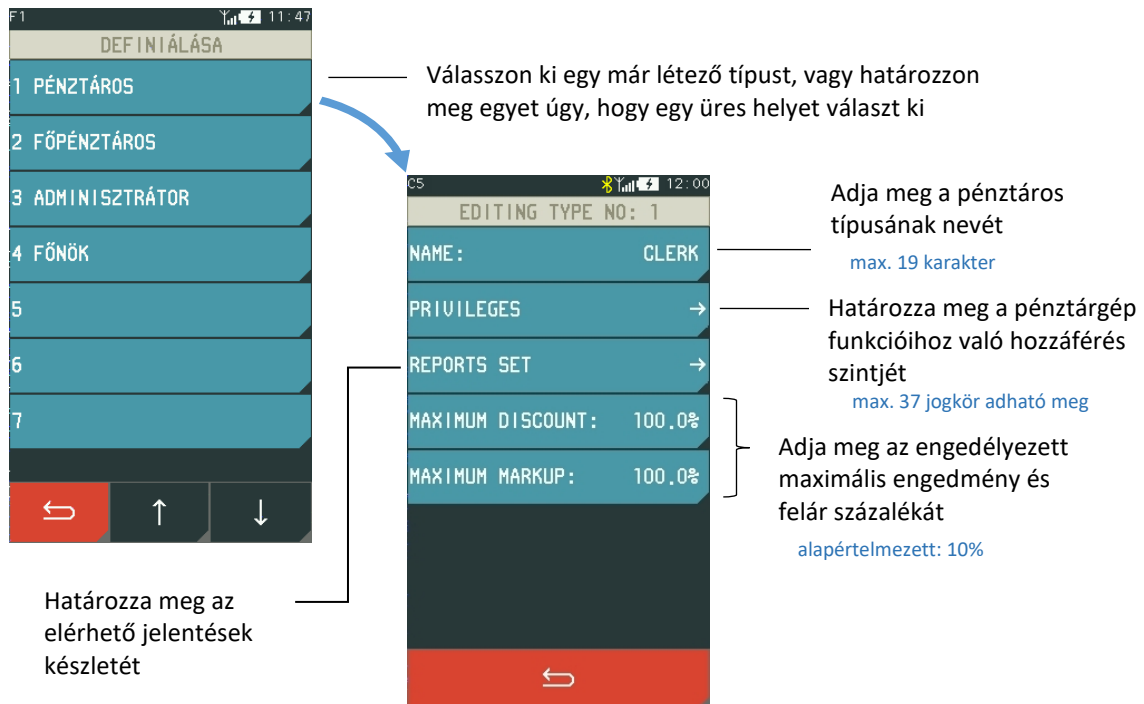 F1 11:47
DEFINIÁLÁSA
1 PÉNZTÁROS
2 FŐPÉNZTÁROS
3 ADMINISZTRÁTOR
4 FŐNÖK
5
6
7
Válasszon ki egy már létező típust, vagy határozzon
meg egyet úgy, hogy egy üres helyet választ ki
C5 12:00
EDITING TYPE NO: 1
NAME: CLERK
PRIVILEGES →
REPORTS SET →
MAXIMUM DISCOUNT: 100.0%
MAXIMUM MARKUP: 100.0%
Adja meg a pénztáros
típusának nevét
max. 19 karakter
Határozza meg a pénztárgép
funkcióihoz való hozzáférés
szintjét
max. 37 jogkör adható meg
Adja meg az engedélyezett
maximális engedmény és
felár százalékát
alapértelmezett: 10%
Határozza meg az
elérhető jelentések
készletét